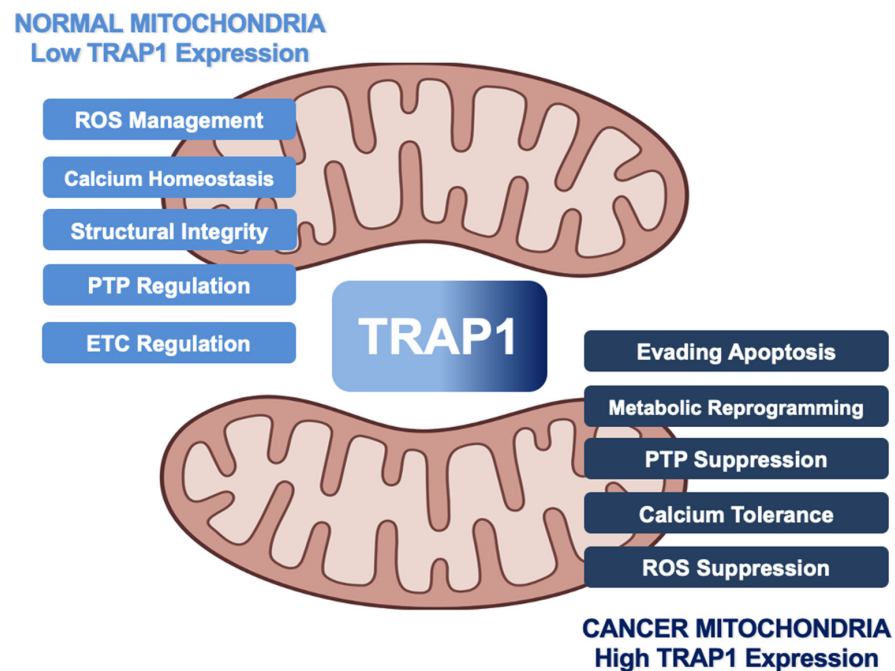 NORMAL MITOCHONDRIA
Low TRAP1 Expression
ROS Management
Calcium Homeostasis
Structural Integrity
PTP Regulation
ETC Regulation
TRAP1
Evading Apoptosis
Metabolic Reprogramming
PTP Suppression
Calcium Tolerance
ROS Suppression
CANCER MITOCHONDRIA
High TRAP1 Expression